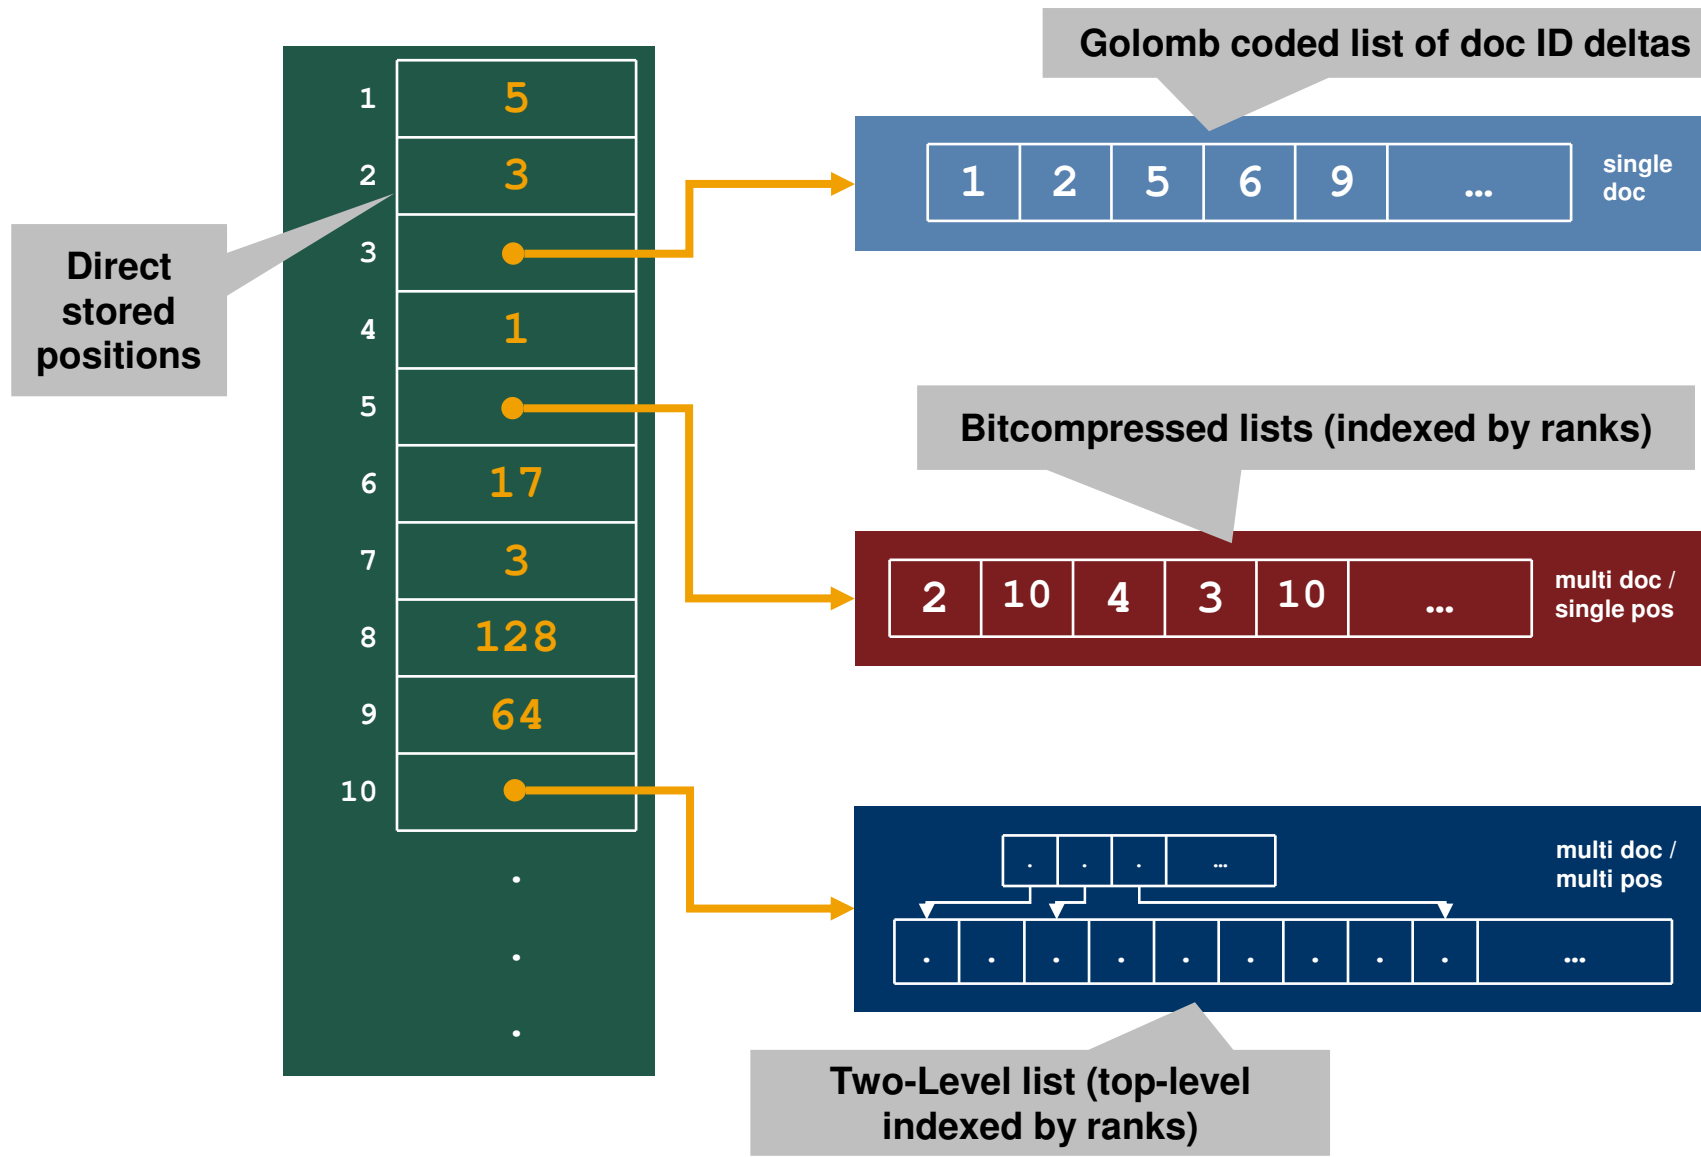 Golomb coded list of doc ID deltas
1 5
2 3
3
4 1
5
6 17
7 3
8 128
9 64
10
.
.
.
Direct
stored
positions
1 2 5 6 9 ...
single
doc
Bitcompressed lists (indexed by ranks)
2 10 4 3 10 ...
multi doc /
single pos
. . . ...
multi doc /
multi pos
. . . . . . . . . ...
Two-Level list (top-level
indexed by ranks)